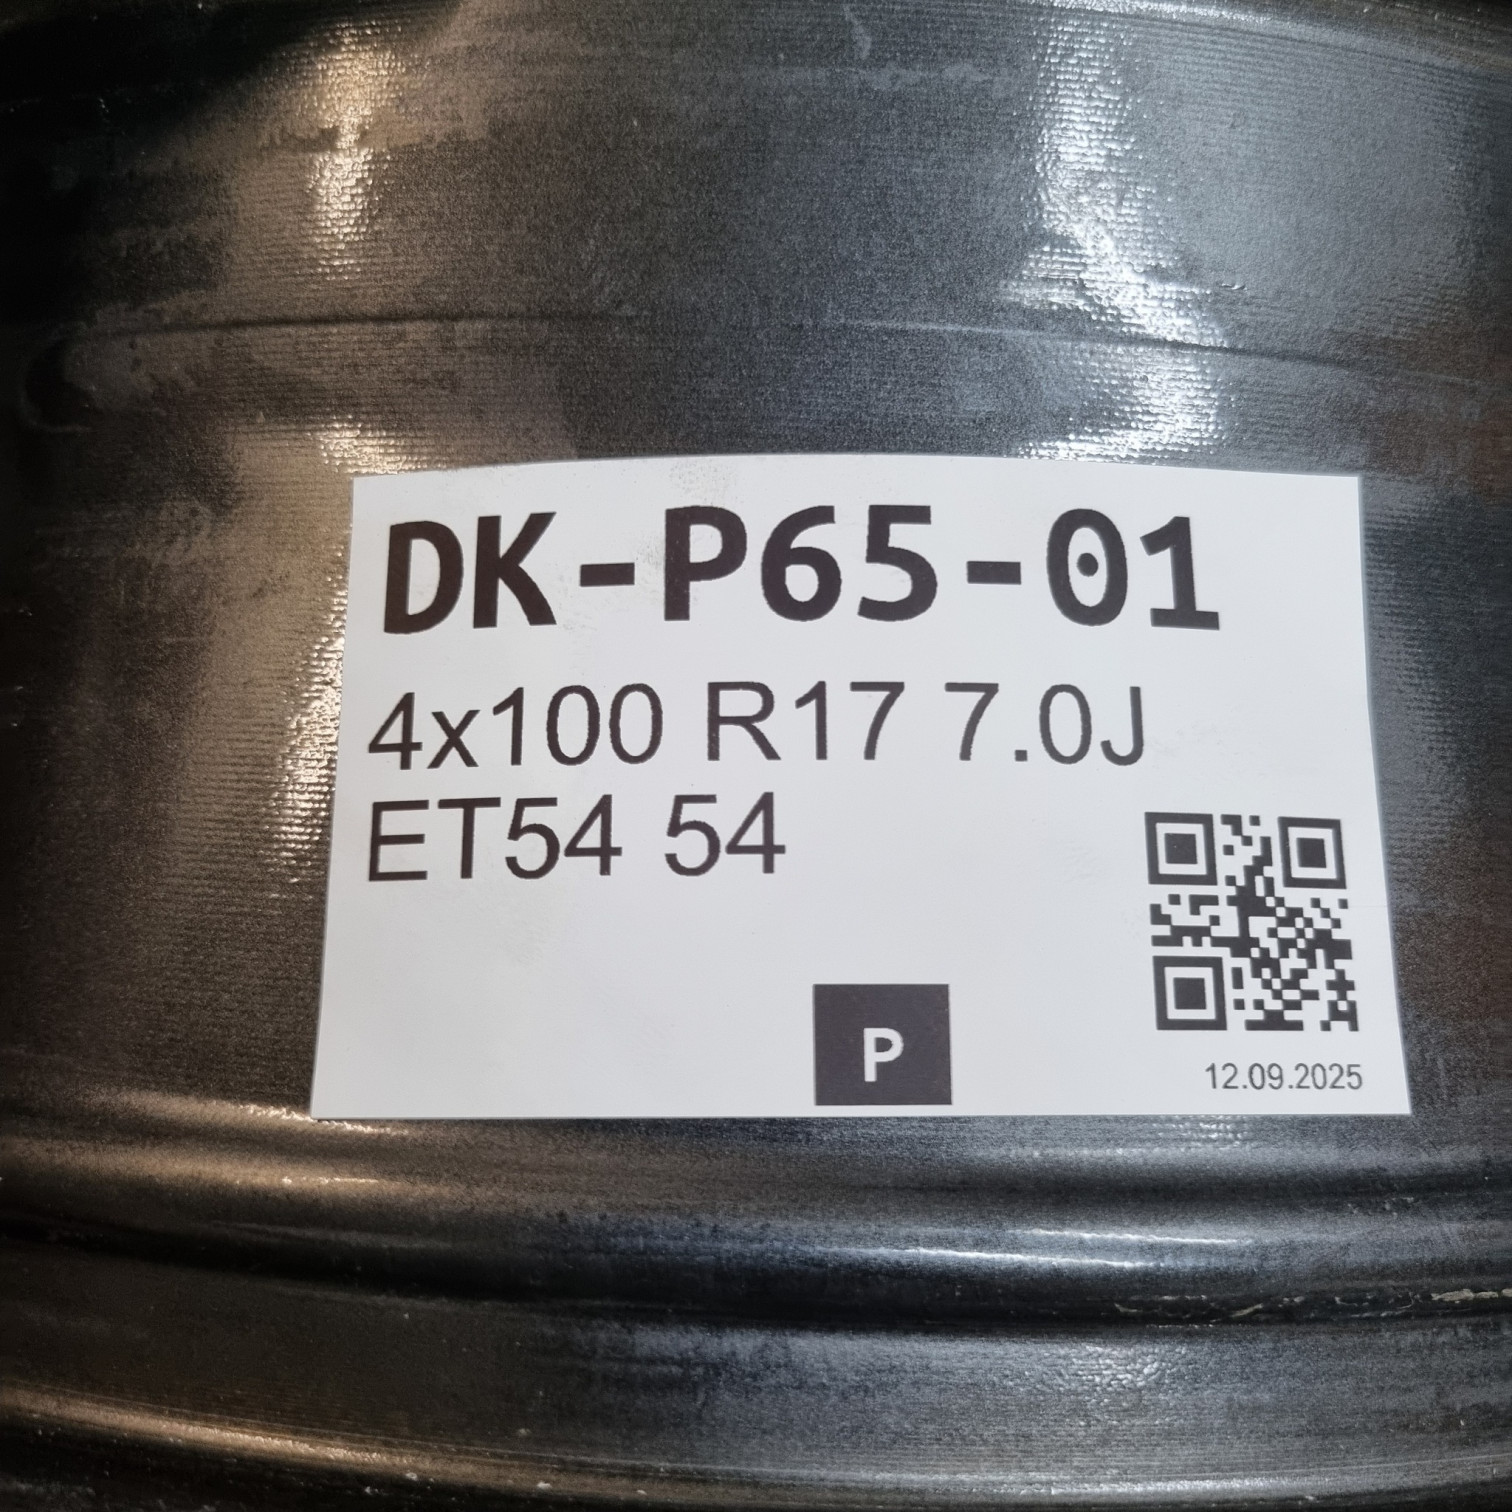 DK-P65-01
4x100 R17 7.0J
ET54 54
P
12.09.2025